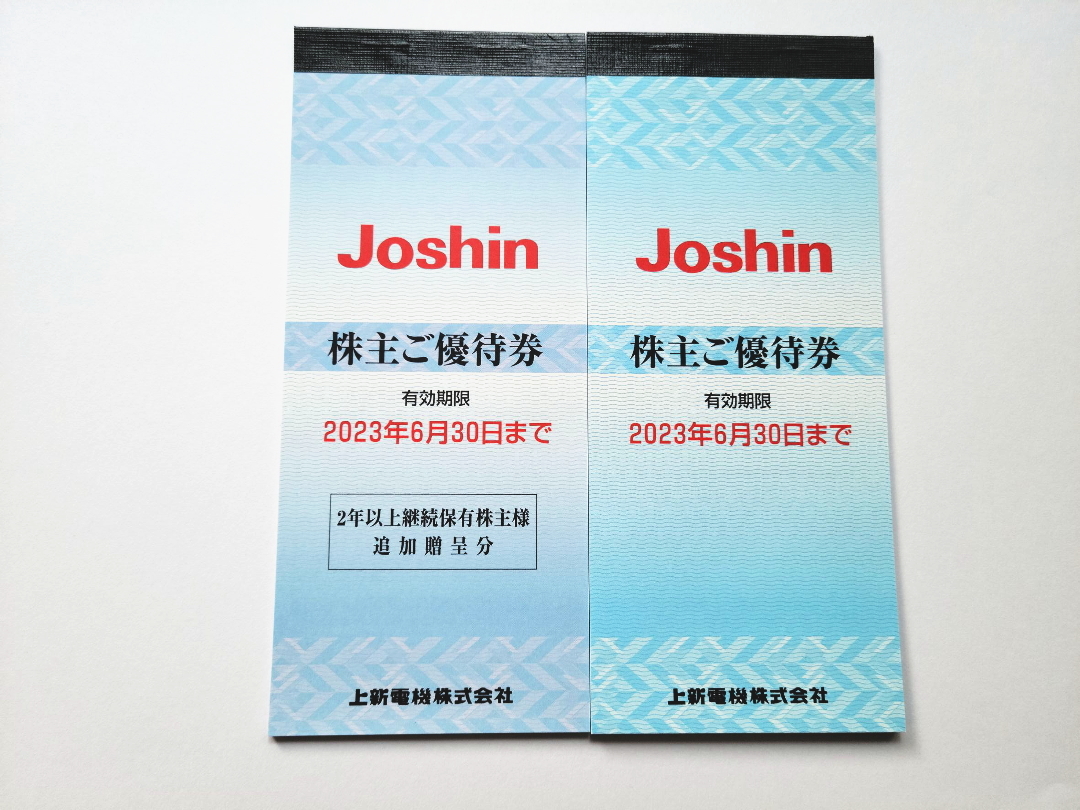 Joshin
株主ご優待券
有効期限
2023年6月30日まで
2年以上継続保有株主様
追加贈呈分
上新電機株式会社
Joshin
株主ご優待券
有効期限
2023年6月30日まで
上新電機株式会社